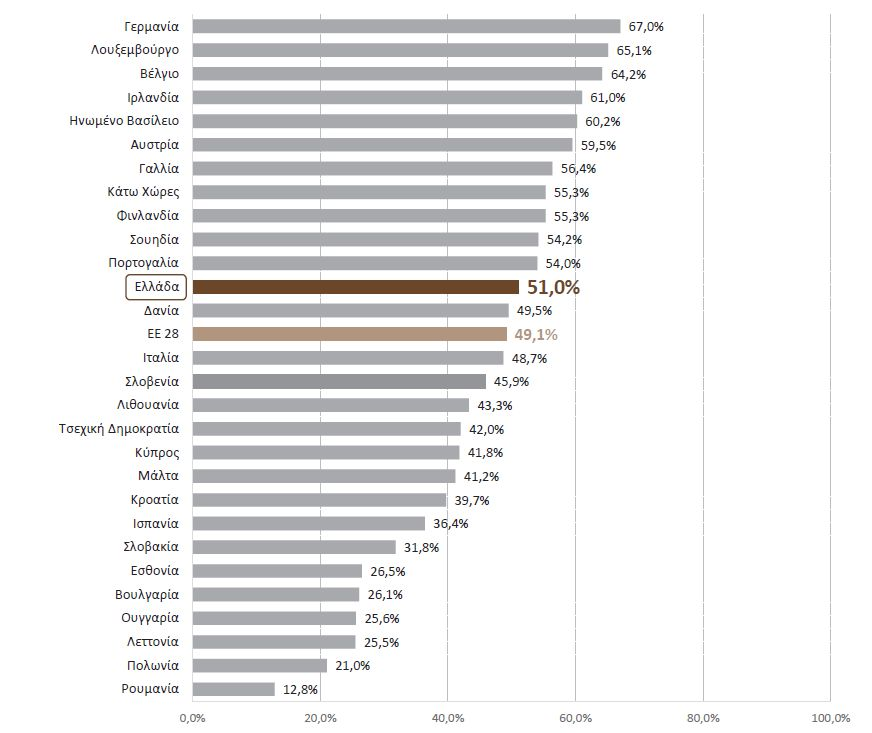 Γερμανία 67,0%
Λουξεμβούργο 65,1%
Βέλγιο 64,2%
Ιρλανδία 61,0%
Ηνωμένο Βασίλειο 60,2%
Αυστρία 59,5%
Γαλλία 56,4%
Κάτω Χώρες 55,3%
Φινλανδία 55,3%
Σουηδία 54,2%
Πορτογαλία 54,0%
Ελλάδα 51,0%
Δανία 49,5%
ΕΕ 28 49,1%
Ιταλία 48,7%
Σλοβενία 45,9%
Λιθουανία 43,3%
Τσεχική Δημοκρατία 42,0%
Κύπρος 41,8%
Μάλτα 41,2%
Κροατία 39,7%
Ισπανία 36,4%
Σλοβακία 31,8%
Εσθονία 26,5%
Βουλγαρία 26,1%
Ουγγαρία 25,6%
Λεττονία 25,5%
Πολωνία 21,0%
Ρουμανία 12,8%
0,0% 20,0% 40,0% 60,0% 80,0% 100,0%